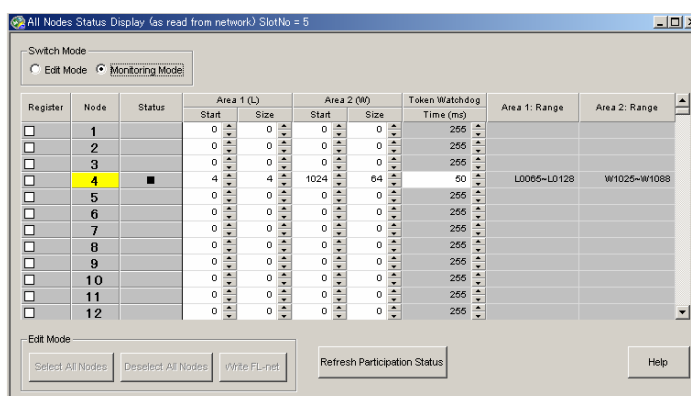 All Nodes Status Display (as read from network) SlotNo = 5
Switch Mode
Edit Mode Monitoring Mode
Register Node Status Area 1 (L) Area 2 (W) Token Watchdog Area 1: Range Area 2: Range
Start Size Start Size Time (ms)
1 0 0 0 0 255
2 0 0 0 0 255
3 0 0 0 0 255
4 4 4 1024 64 50 L0065~L0128 W1025~W1088
5 0 0 0 0 255
6 0 0 0 0 255
7 0 0 0 0 255
8 0 0 0 0 255
9 0 0 0 0 255
10 0 0 0 0 255
11 0 0 0 0 255
12 0 0 0 0 255
Edit Mode
Select All Nodes Deselect All Nodes Write FL-net Refresh Participation Status Help